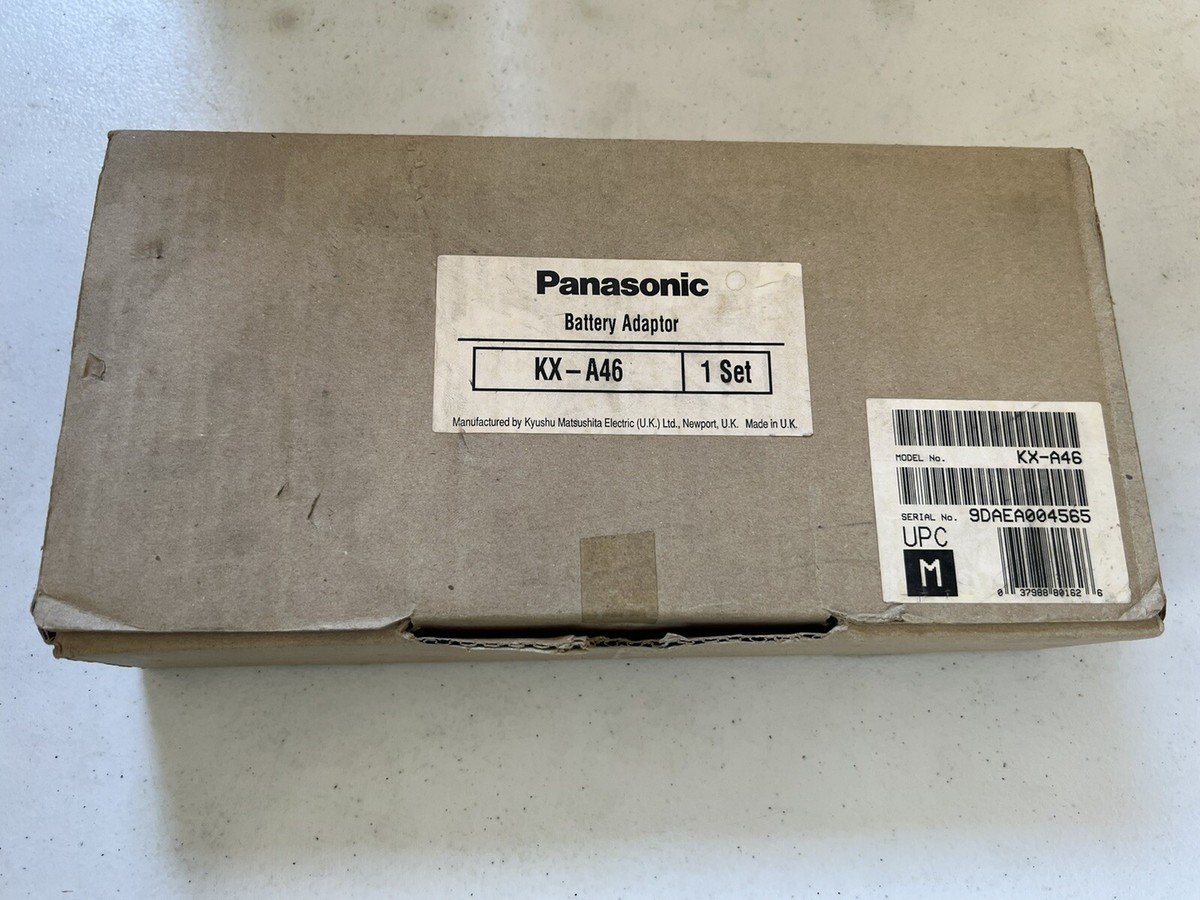 Panasonic
Battery Adaptor
KX-A46 1 Set
Manufactured by Kyushu Matsushita Electric (U.K.) Ltd., Newport, U.K. Made in U.K.
MODEL No. KX-A46
SERIAL No. 9DAEA004565
UPC
M
0 37988 80162 6